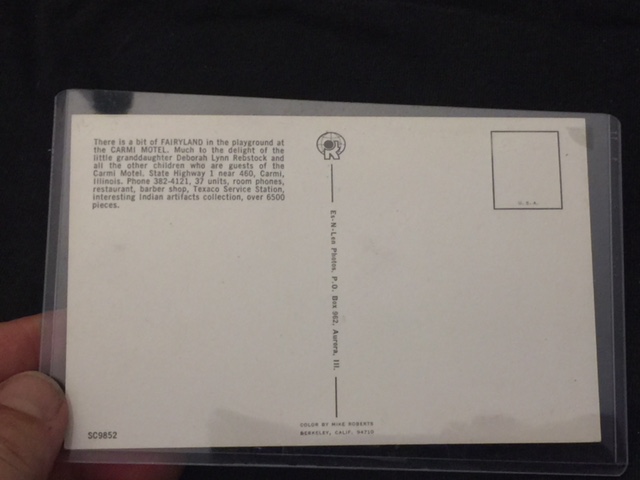 There is a bit of FAIRYLAND in the playground at
the CARMI MOTEL. Much to the delight of the
little granddaughter Deborah Lynn Rebstock and
all the other children who are guests of the
Carmi Motel, State Highway 1 near 460, Carmi,
Illinois. Phone 382-4121, 37 units, room phones,
restaurant, barber shop, Texaco Service Station,
interesting Indian artifacts collection, over 6500
pieces.
SC9852
Ex-N-Lee Photos, P.O. Box 962, Aurora, Ill.
COLOR BY MIKE ROBERTS
BERKELEY, CALIF. 94710
U.S.A.